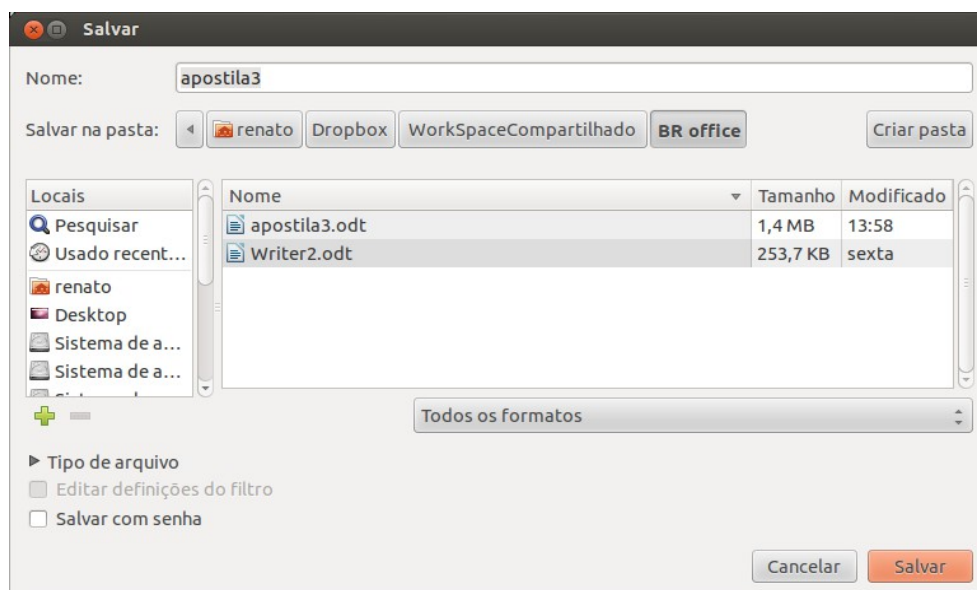 Salvar
Nome: apostila3
Salvar na pasta: renato Dropbox WorkSpaceCompartilhado BR office Criar pasta
Locais Nome Tamanho Modificado
Pesquisar apostila3.odt 1,4 MB 13:58
Usado recent... Writer2.odt 253,7 KB sexta
renato
Desktop
Sistema de a...
Sistema de a...
Todos os formatos
Tipo de arquivo
Editar definições do filtro
Salvar com senha
Cancelar Salvar